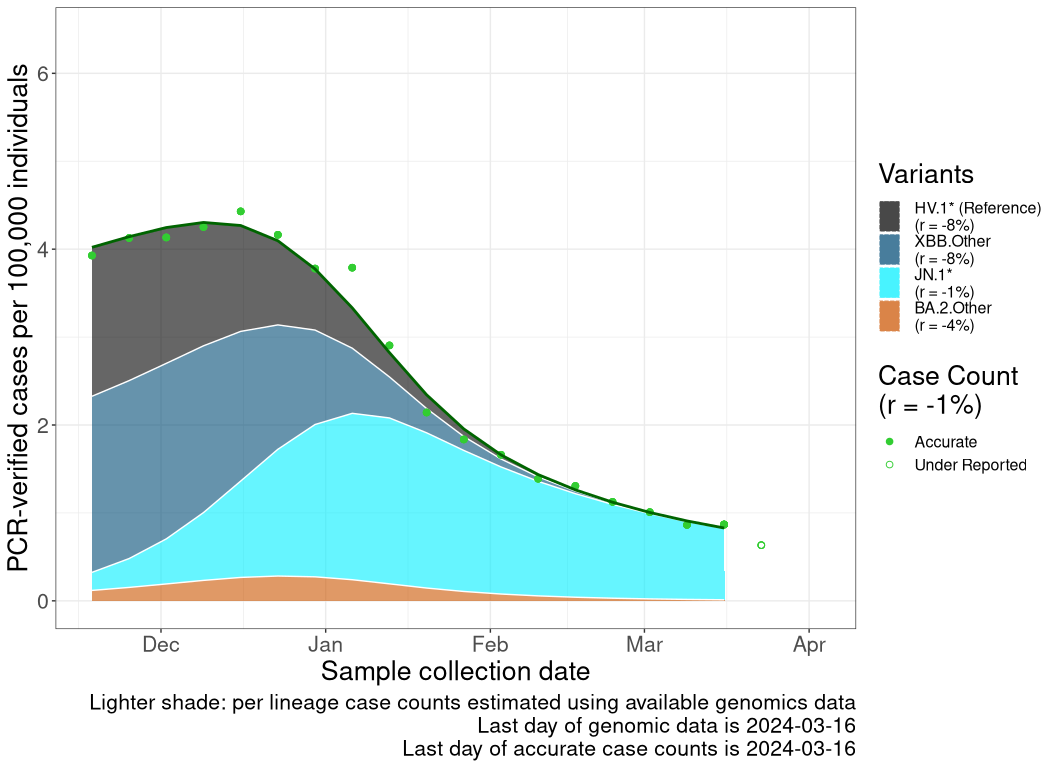 PCR-verified cases per 100,000 individuals
6
4
2
0
Dec
Jan
Feb
Mar
Apr
Sample collection date
Lighter shade: per lineage case counts estimated using available genomics data
Last day of genomic data is 2024-03-16
Last day of accurate case counts is 2024-03-16
Variants
HV.1* (Reference)
(r = -8%)
XBB.Other
(r = -8%)
JN.1*
(r = -1%)
BA.2.Other
(r = -4%)
Case Count
(r = -1%)
Accurate
Under Reported